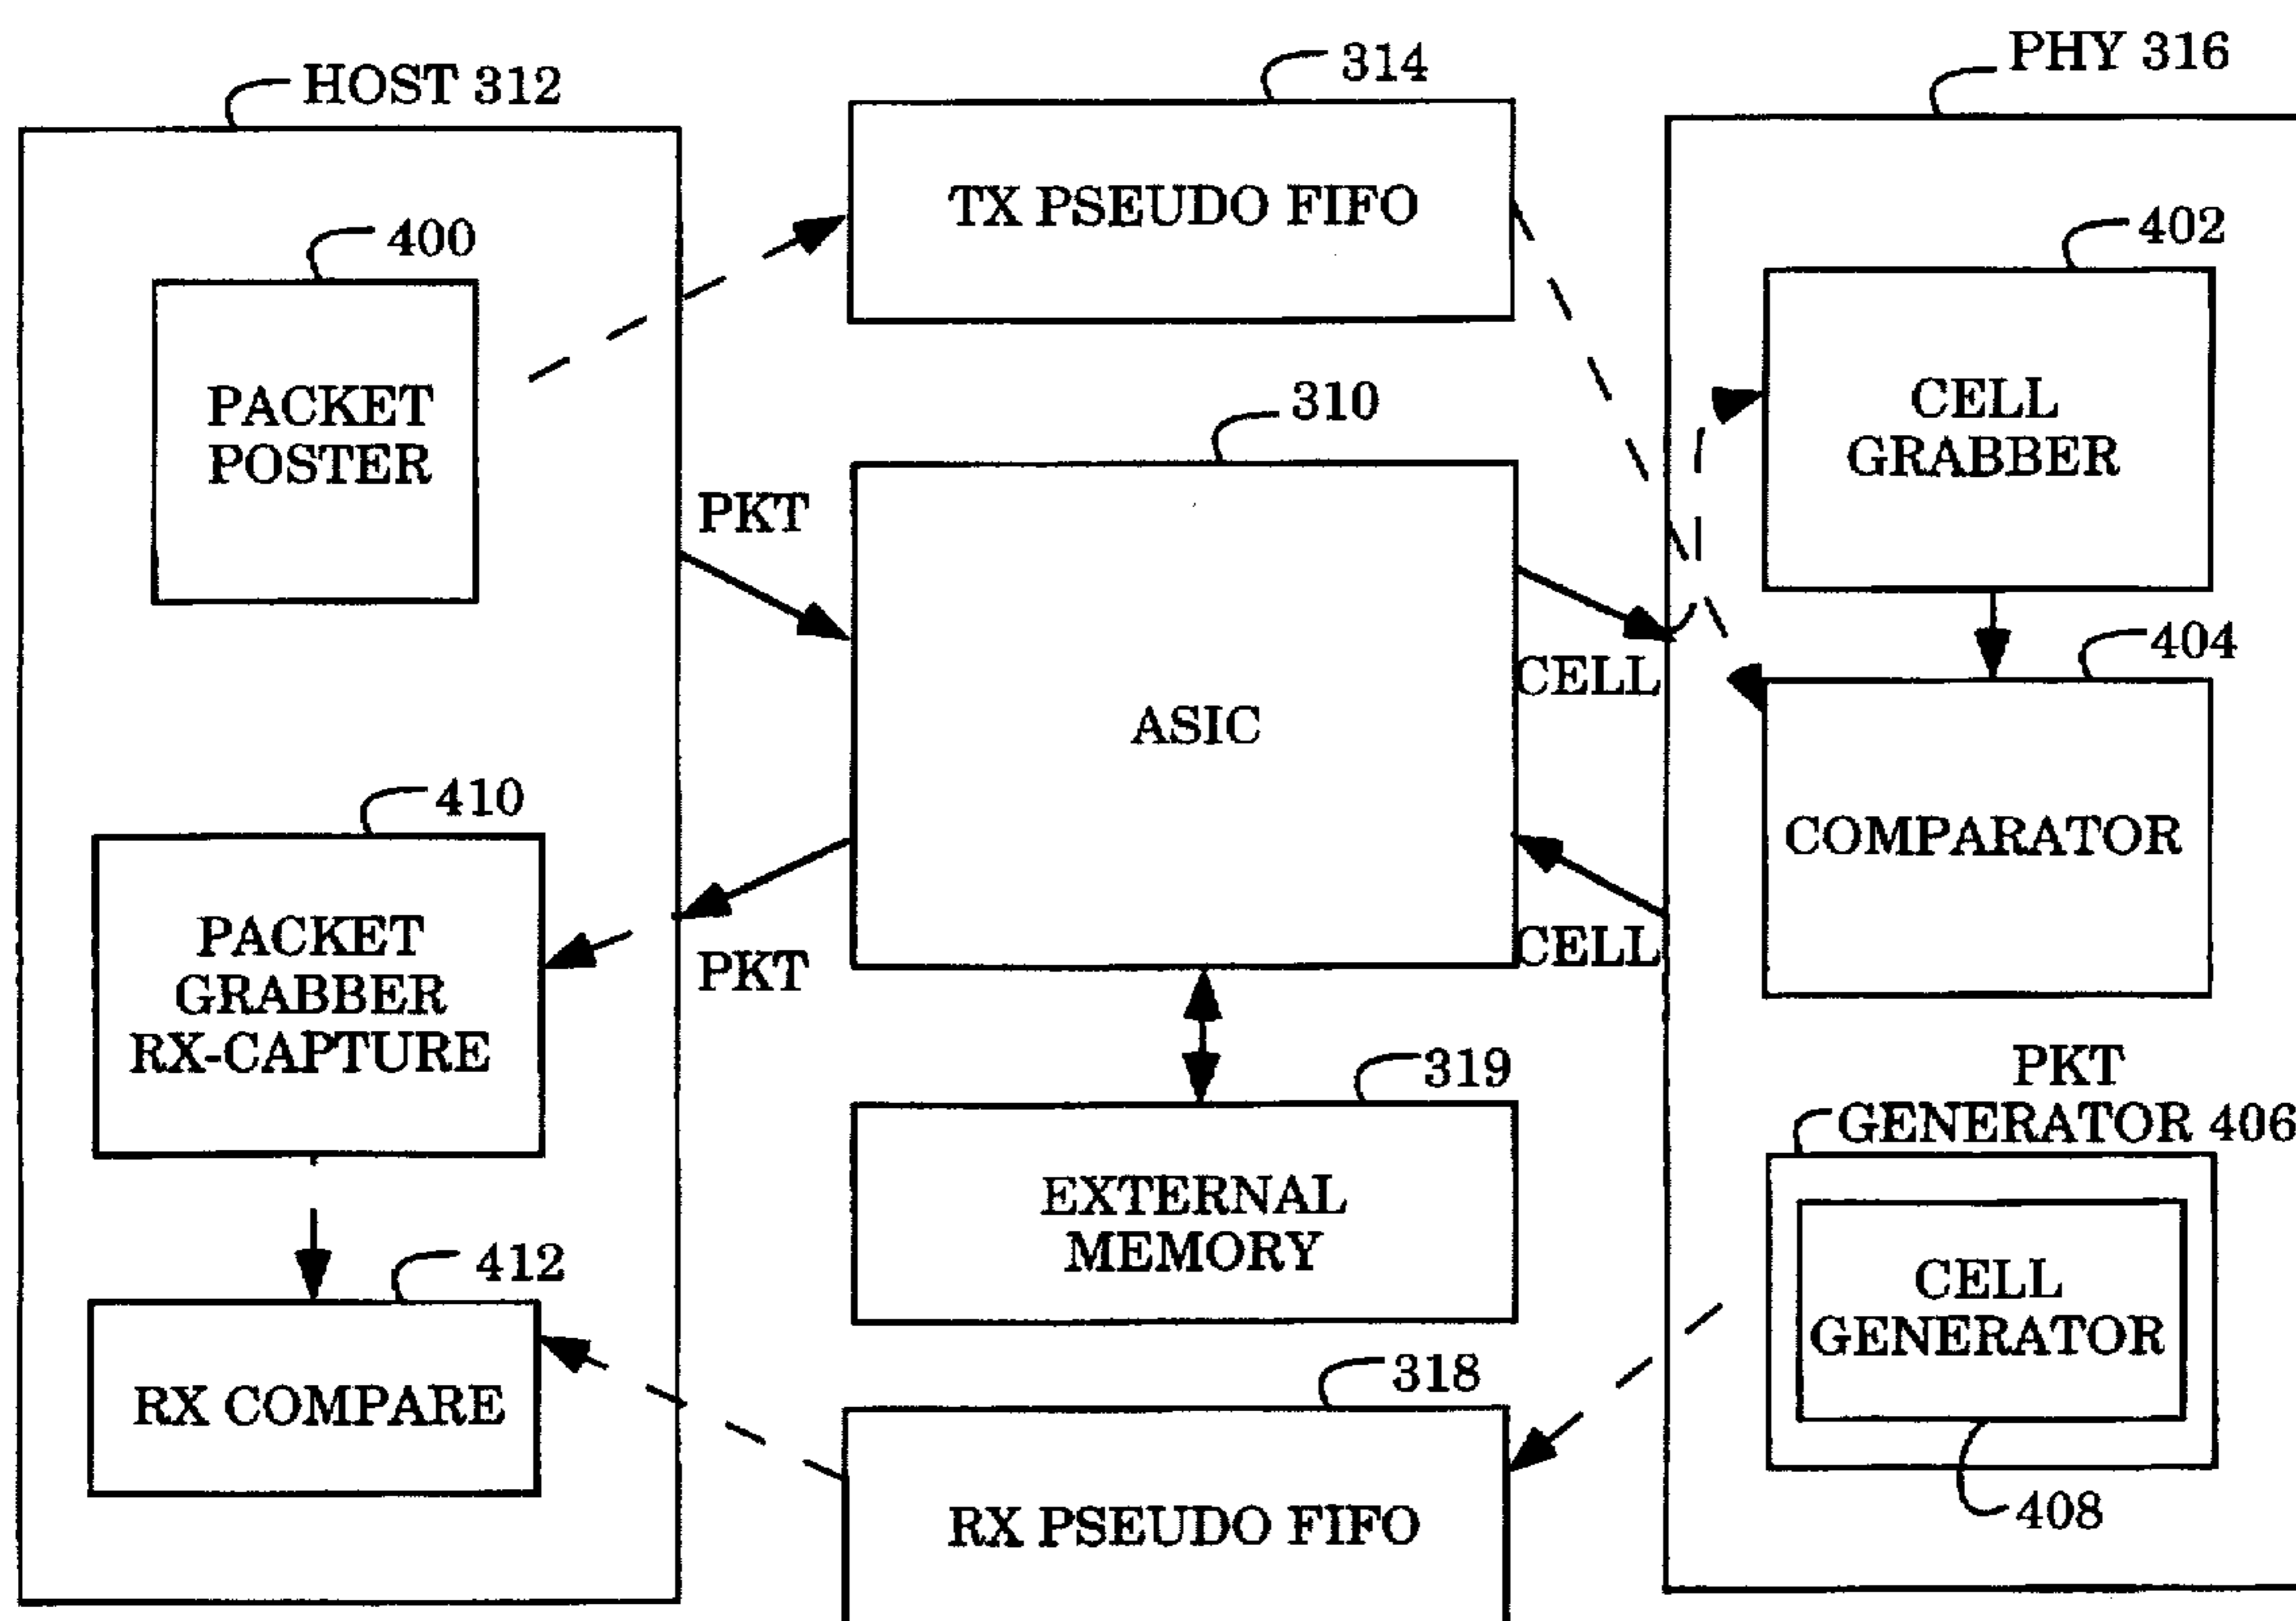 HOST 312
314
PHY 316
TX PSEUDO FIFO
400
402
PACKET
POSTER
310
CELL
GRABBER
PKT
404
CELL
ASIC
COMPARATOR
410
PACKET
GRABBER
RX-CAPTURE
PKT
CELL
PKT
GENERATOR 406
319
EXTERNAL
MEMORY
CELL
GENERATOR
412
RX COMPARE
318
408
RX PSEUDO FIFO